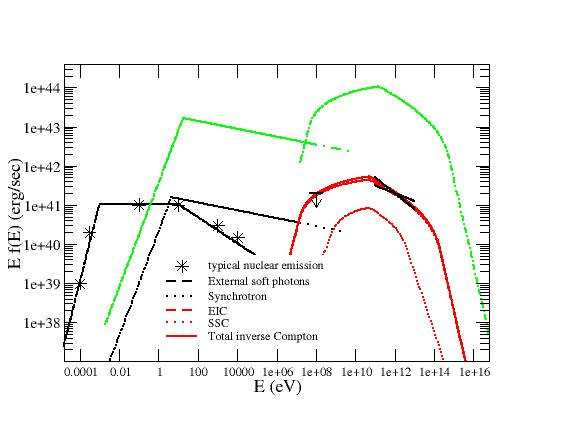 1e+44
1e+43
1e+42
1e+41
1e+40
1e+39
1e+38
E f(E) (erg/sec)
typical nuclear emission
External soft photons
Synchrotron
EIC
SSC
Total inverse Compton
0.0001 0.01 1 100 10000 1e+06 1e+08 1e+10 1e+12 1e+14 1e+16
E (eV)